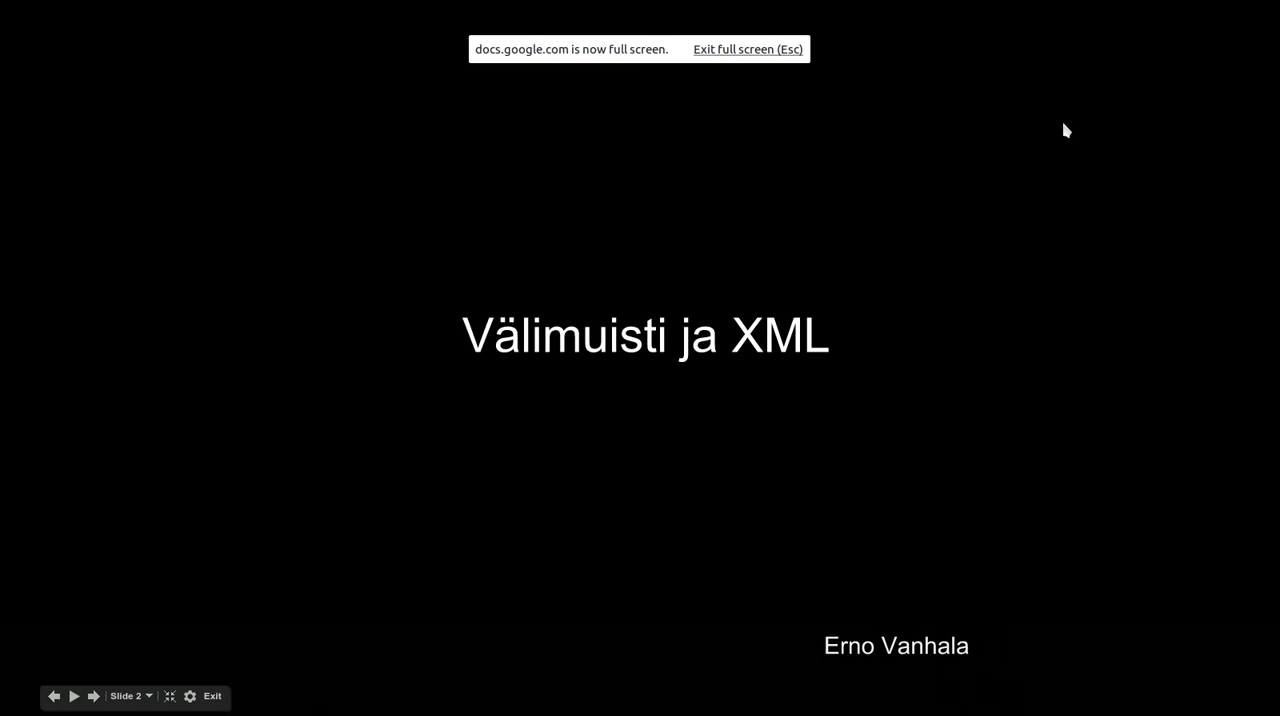 docs.google.com is now full screen. Exit full screen (Esc)
Välimuisti ja XML
Erno Vanhala
Slide 2 Exit